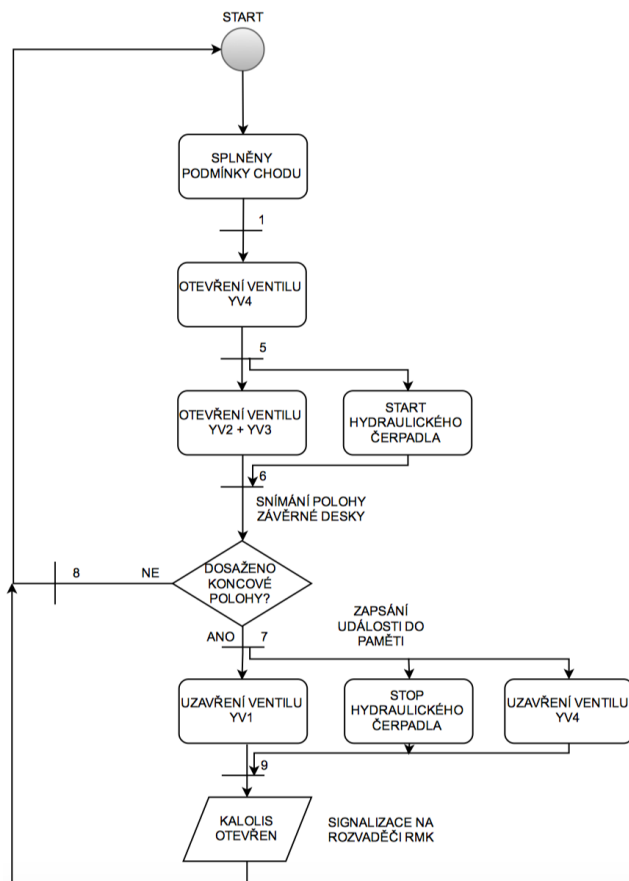 START
SPLNĚNY
PODMÍNKY CHODU
1
OTEVŘENÍ VENTILU
YV4
5
OTEVŘENÍ VENTILU
YV2 + YV3
START
HYDRAULICKÉHO
ČERPADLA
6
SNÍMÁNÍ POLOHY
ZÁVĚRNÉ DESKY
DOSAŽENO
KONCOVÉ
POLOHY?
NE
8
ANO
7
ZAPSÁNÍ
UDÁLOSTI DO
PAMĚTI
UZAVŘENÍ VENTILU
YV1
STOP
HYDRAULICKÉHO
ČERPADLA
UZAVŘENÍ VENTILU
YV4
9
KALOLIS
OTEVŘEN
SIGNALIZACE NA
ROZVADĚČI RMK